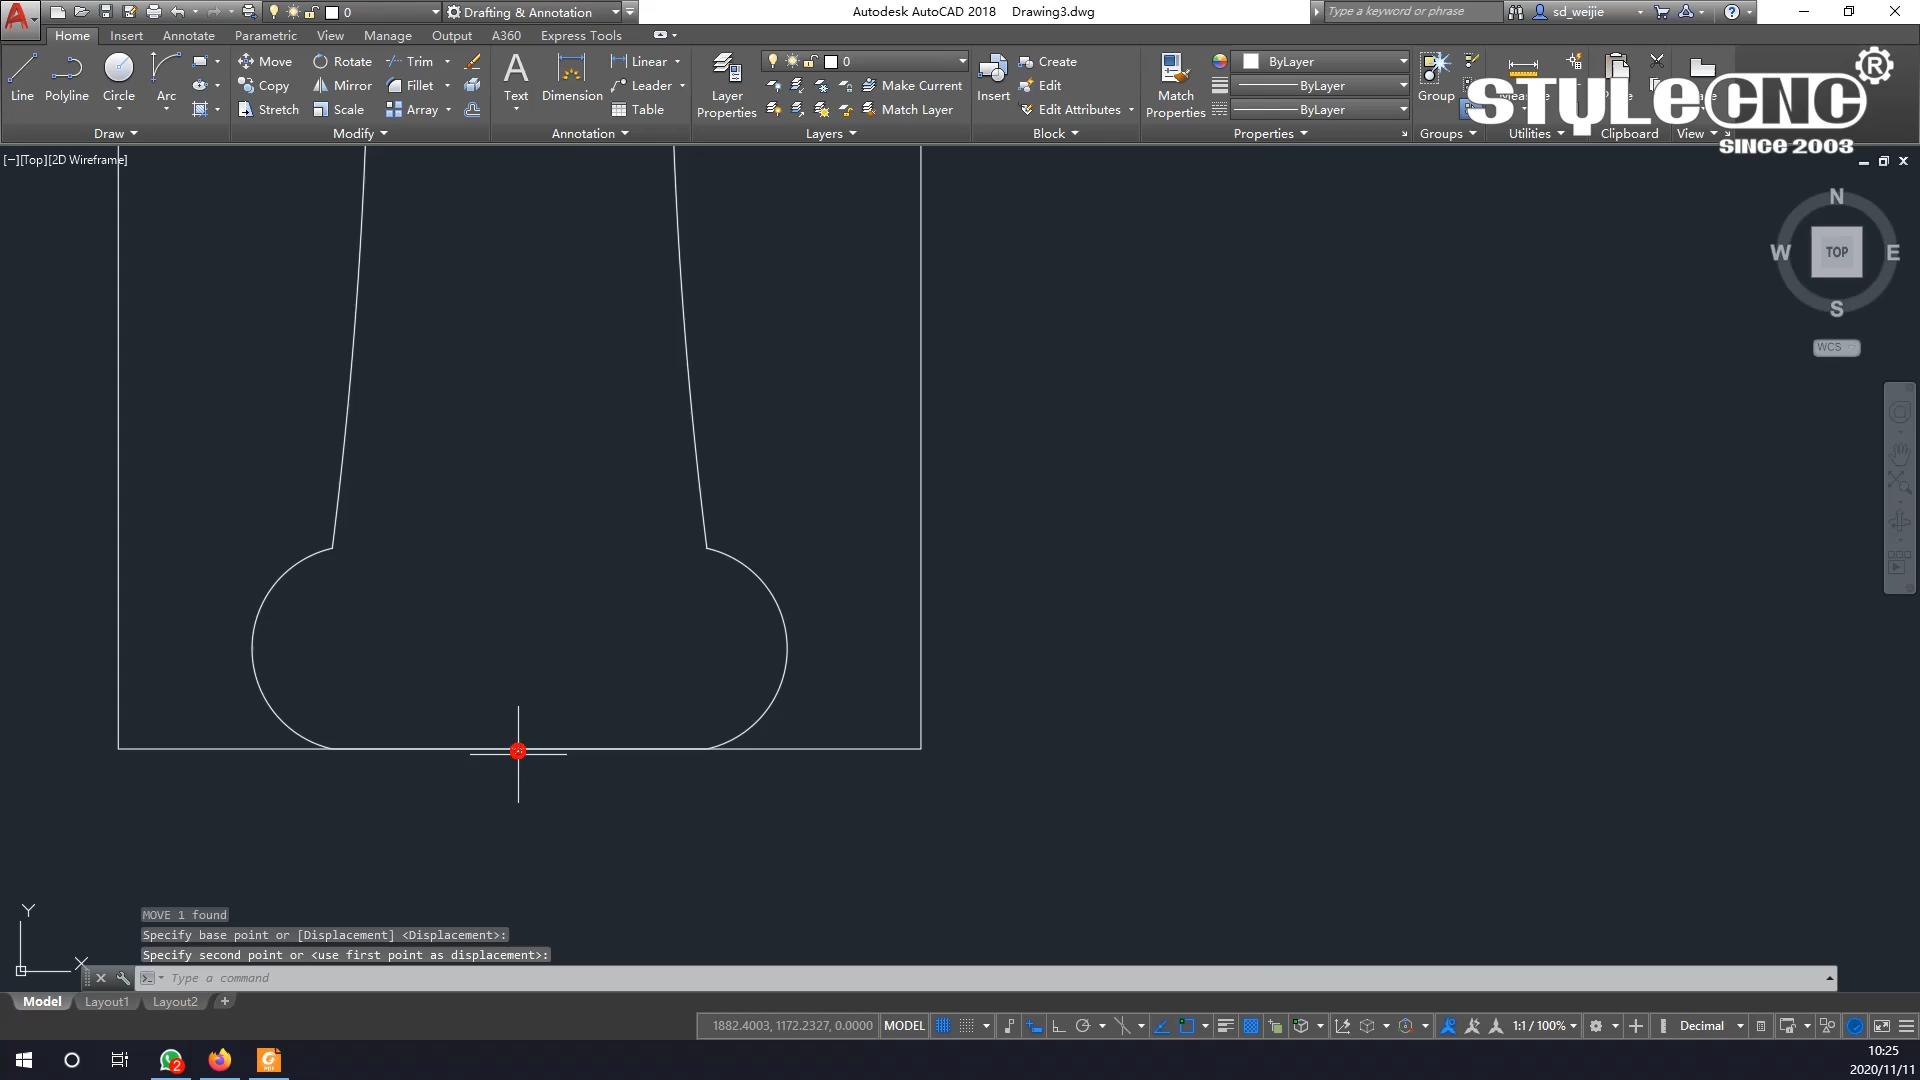 0
Drafting & Annotation
Autodesk AutoCAD 2018 Drawing3.dwg
Type a keyword or phrase
sd_weijie
Home Insert Annotate Parametric View Manage Output A360 Express Tools
Line Polyline Circle Arc
Move Rotate Trim
Copy Mirror Fillet
Stretch Scale Array
Text Dimension
Linear
Leader
Table
Layer Properties
0
Make Current
Match Layer
Insert
Create
Edit
Edit Attributes
Match Properties
ByLayer
ByLayer
ByLayer
Group
STYLECNC®
SINCE 2003
Draw Modify Annotation Layers Block Properties Groups Utilities Clipboard View
[−][Top][2D Wireframe]
N
W TOP E
S
WCS
Y
X
MOVE 1 found
Specify base point or [Displacement] <Displacement>:
Specify second point or <use first point as displacement>:
Type a command
Model Layout1 Layout2 +
1882.4003, 1172.2327, 0.0000 MODEL 1:1 / 100% Decimal
2
10:25
2020/11/11